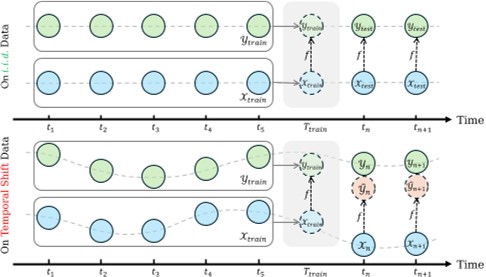 On i.i.d. Data
y_train
y_train
y_test
y_test
f
f
f
x_train
x_train
x_test
x_test
t_1 t_2 t_3 t_4 t_5 T_train t_n t_{n+1} Time
On Temporal Shift Data
y_train
y_train
y_n
y_{n+1}
ŷ_n
ŷ_{n+1}
f
f
f
x_train
x_train
x_n
x_{n+1}
t_1 t_2 t_3 t_4 t_5 T_train t_n t_{n+1} Time